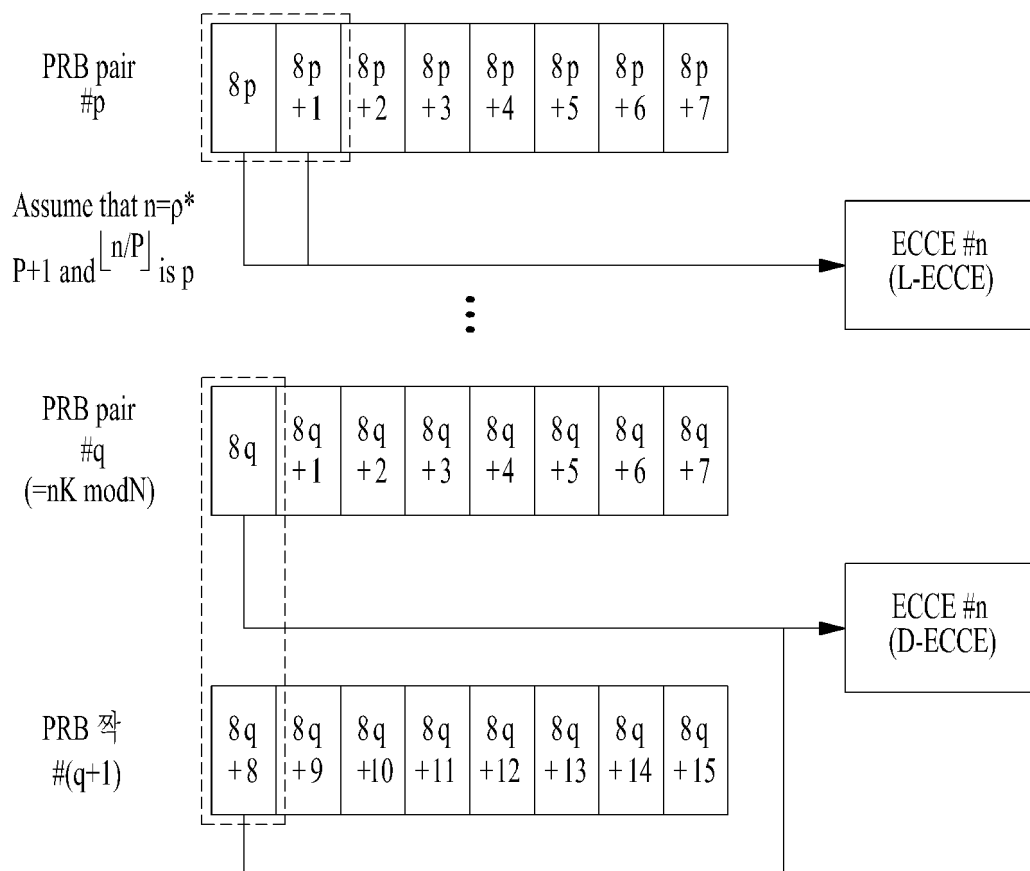 PRB pair
#p
8p
8p
+1
8p
+2
8p
+3
8p
+4
8p
+5
8p
+6
8p
+7
Assume that n=ρ*
P+1 and ⌊n/P⌋ is p
ECCE #n
(L-ECCE)
PRB pair
#q
(=nK modN)
8q
8q
+1
8q
+2
8q
+3
8q
+4
8q
+5
8q
+6
8q
+7
ECCE #n
(D-ECCE)
PRB 짝
#(q+1)
8q
+8
8q
+9
8q
+10
8q
+11
8q
+12
8q
+13
8q
+14
8q
+15